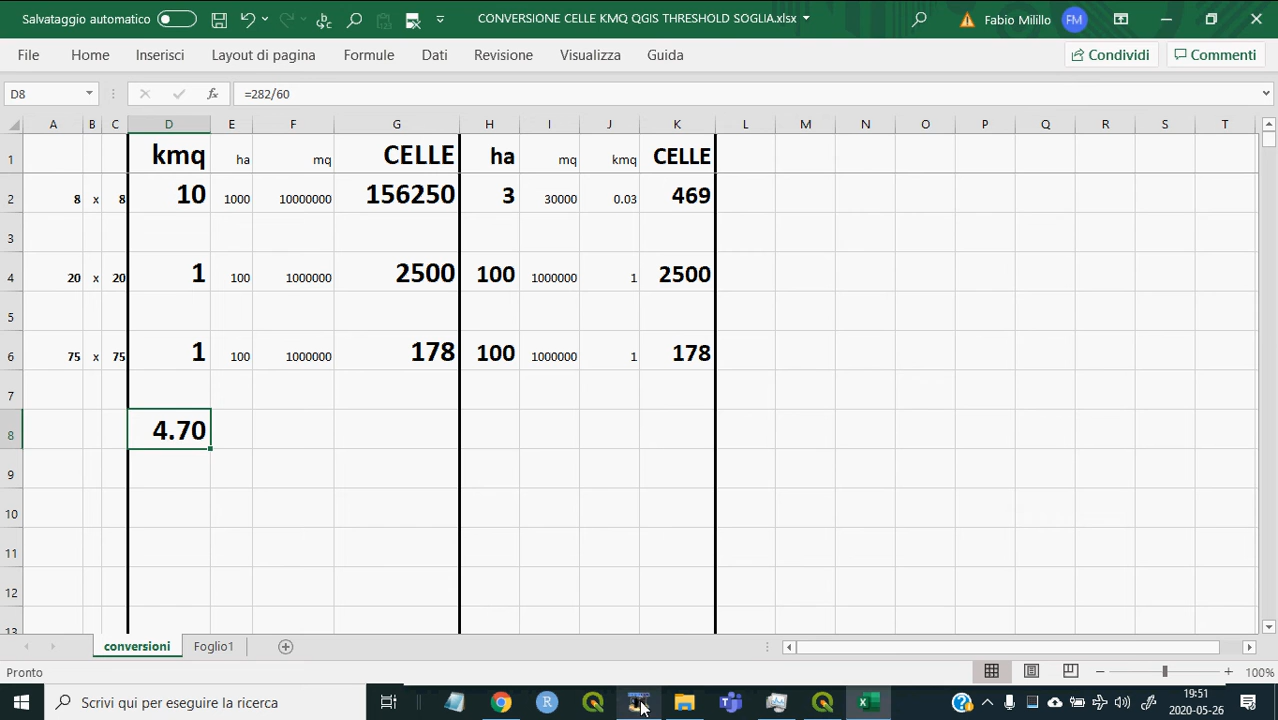 Salvataggio automatico CONVERSIONE CELLE KMQ QGIS THRESHOLD SOGLIA.xlsx Fabio Milillo FM
File Home Inserisci Layout di pagina Formule Dati Revisione Visualizza Guida Condividi Commenti
D8 fx =282/60
A B C D E F G H I J K L M N O P Q R S T
1 kmq ha mq CELLE ha mq kmq CELLE
2 8 x 8 10 1000 10000000 156250 3 30000 0.03 469
3
4 20 x 20 1 100 1000000 2500 100 1000000 1 2500
5
6 75 x 75 1 100 1000000 178 100 1000000 1 178
7
8 4.70
9
10
11
12
13
conversioni Foglio1
Pronto 100%
Scrivi qui per eseguire la ricerca R 19:51
2020-05-26